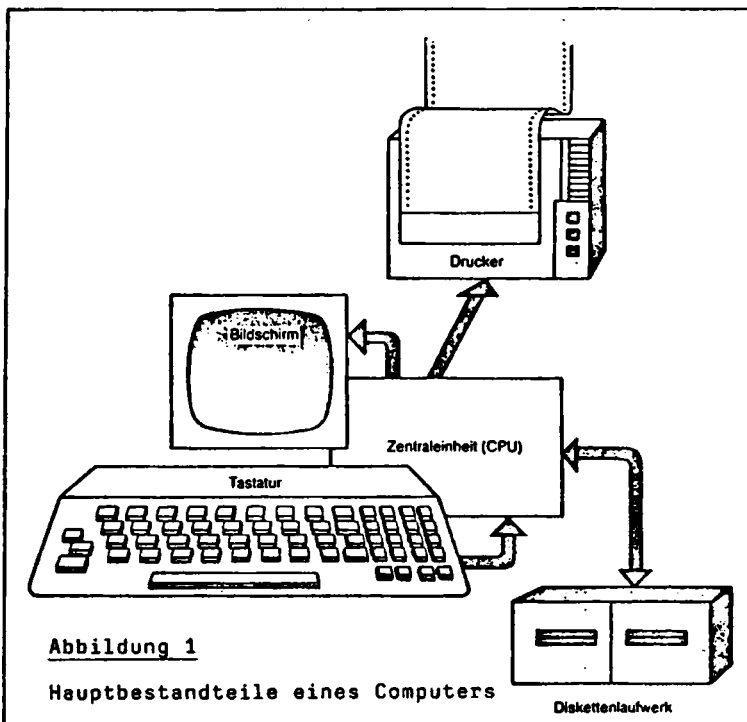 Drucker
Bildschirm
Zentraleinheit (CPU)
Tastatur
Abbildung 1
Hauptbestandteile eines Computers
Diskettenlaufwerk